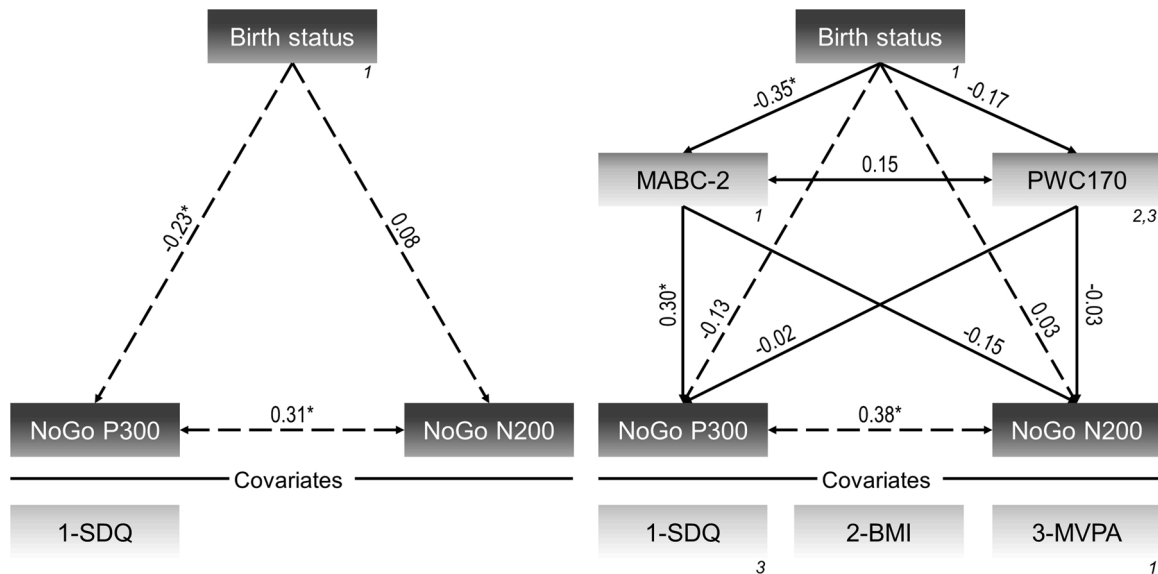 Birth status
1
-0.23*
0.08
NoGo P300
0.31*
NoGo N200
Covariates
1-SDQ
Birth status
1
-0.35*
-0.17
MABC-2
1
0.15
PWC170
2,3
0.30*
-0.13
-0.02
-0.15
0.03
-0.03
NoGo P300
0.38*
NoGo N200
Covariates
1-SDQ
3
2-BMI
3-MVPA
1